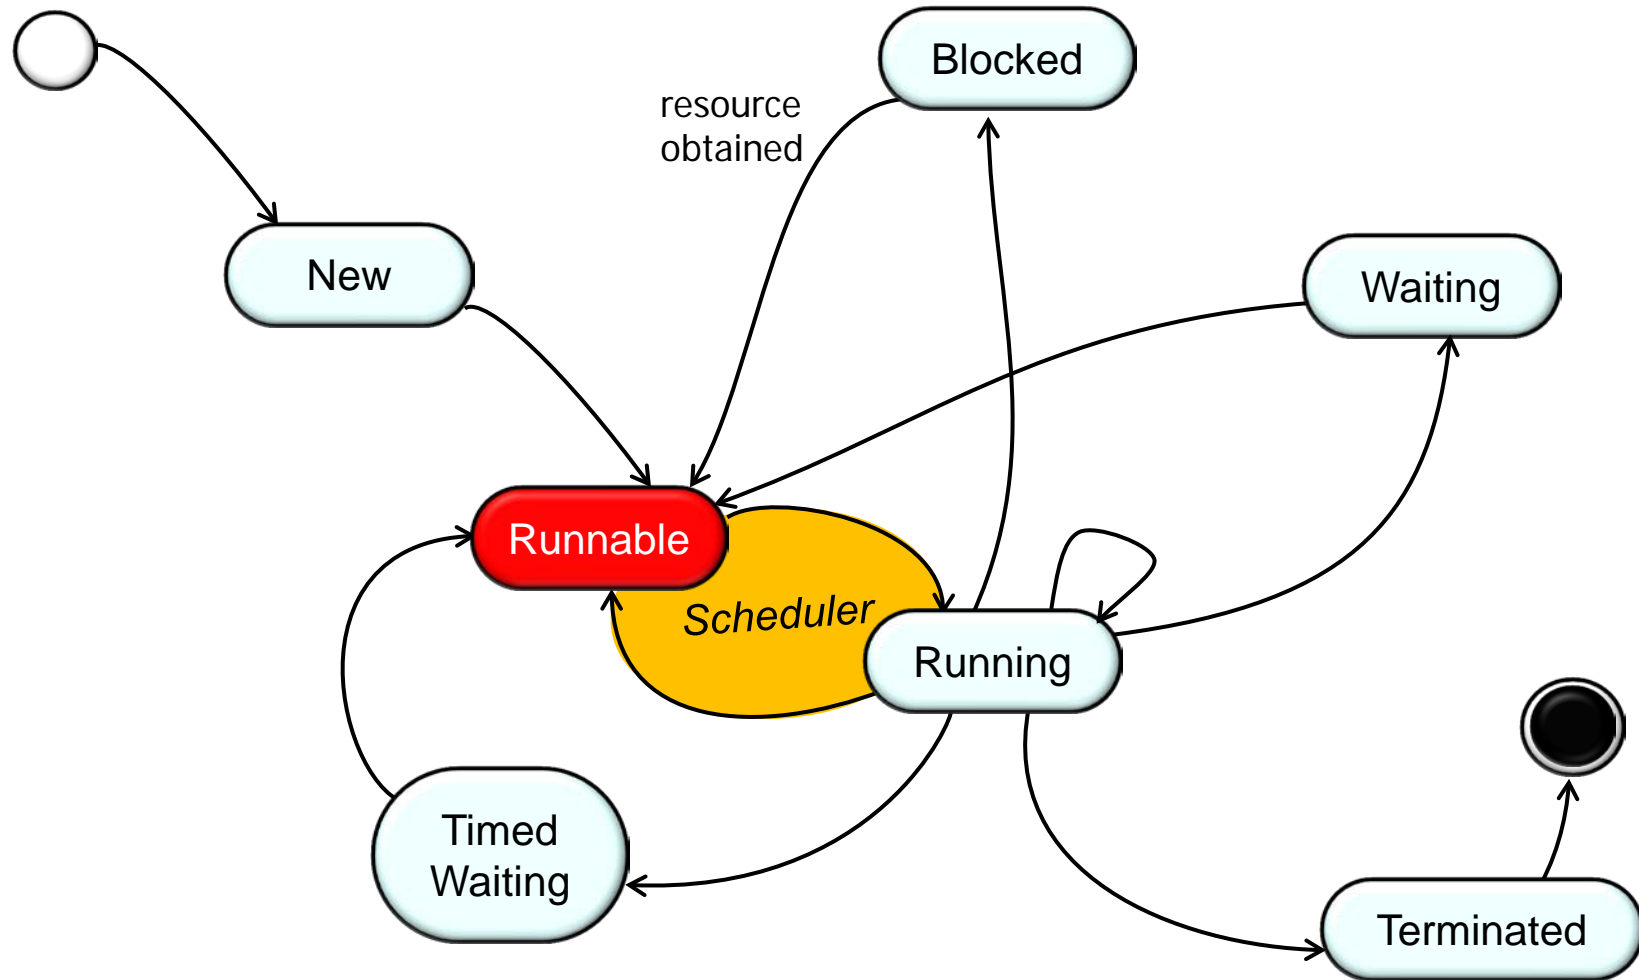 Blocked
resource
obtained
New
Waiting
Runnable
Scheduler
Running
Timed
Waiting
Terminated